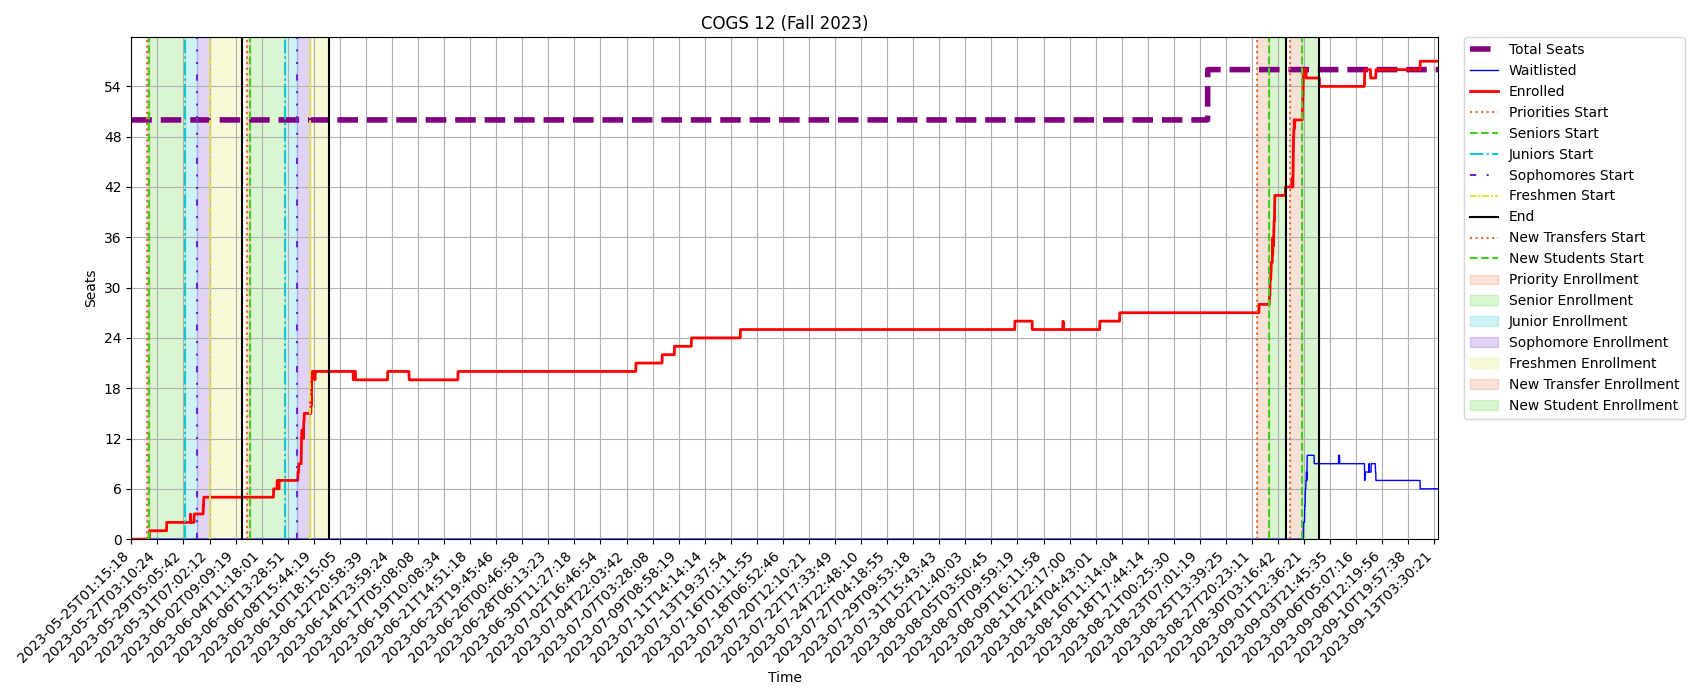 COGS 12 (Fall 2023)
Seats
54
48
42
36
30
24
18
12
6
0
2023-05-25T01:15:18
2023-05-27T03:10:24
2023-05-29T05:05:42
2023-05-31T07:02:12
2023-06-02T09:09:19
2023-06-04T11:18:01
2023-06-06T13:28:51
2023-06-08T15:44:19
2023-06-10T18:15:05
2023-06-12T20:58:39
2023-06-14T23:59:24
2023-06-17T05:08:08
2023-06-19T10:08:34
2023-06-21T14:51:18
2023-06-23T19:45:46
2023-06-26T00:46:58
2023-06-28T06:13:23
2023-06-30T11:27:18
2023-07-02T16:46:54
2023-07-04T22:03:42
2023-07-07T03:28:08
2023-07-09T08:58:19
2023-07-11T14:14:14
2023-07-13T19:37:54
2023-07-16T01:11:55
2023-07-18T06:52:46
2023-07-20T12:10:21
2023-07-22T17:33:49
2023-07-24T22:48:10
2023-07-27T04:18:55
2023-07-29T09:53:18
2023-07-31T15:43:43
2023-08-02T21:40:03
2023-08-05T03:50:45
2023-08-07T09:59:19
2023-08-09T16:11:58
2023-08-11T22:17:00
2023-08-14T04:43:01
2023-08-16T11:14:04
2023-08-18T17:44:14
2023-08-21T00:25:30
2023-08-23T07:01:19
2023-08-25T13:39:25
2023-08-27T20:23:11
2023-08-30T03:16:42
2023-09-01T12:36:21
2023-09-03T21:45:35
2023-09-06T05:07:16
2023-09-08T12:19:56
2023-09-10T19:57:38
2023-09-13T03:30:21
Time
Total Seats
Waitlisted
Enrolled
Priorities Start
Seniors Start
Juniors Start
Sophomores Start
Freshmen Start
End
New Transfers Start
New Students Start
Priority Enrollment
Senior Enrollment
Junior Enrollment
Sophomore Enrollment
Freshmen Enrollment
New Transfer Enrollment
New Student Enrollment